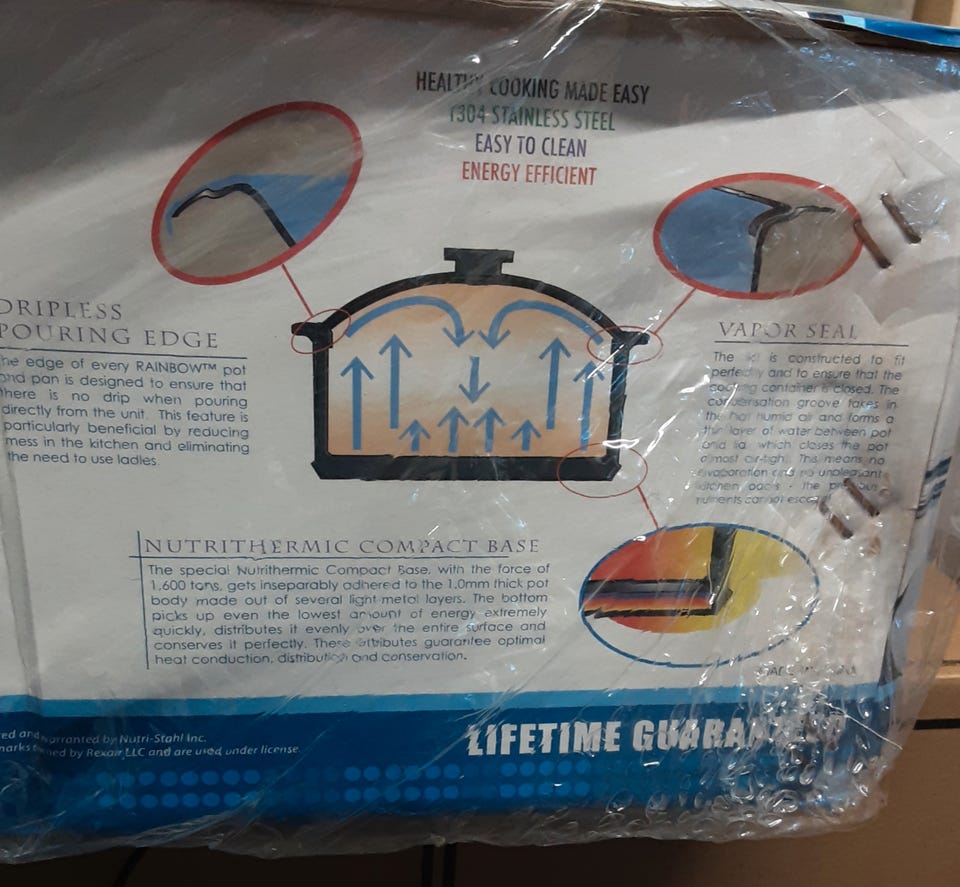 HEALTHY COOKING MADE EASY
T304 STAINLESS STEEL
EASY TO CLEAN
ENERGY EFFICIENT
DRIPLESS
POURING EDGE
he edge of every RAINBOW™ pot
and pan is designed to ensure that
there is no drip when pouring
directly from the unit. This feature is
particularly beneficial by reducing
mess in the kitchen and eliminating
the need to use ladles.
VAPOR SEAL
The lid is constructed to fit
perfectly and to ensure that the
cooking container is closed. The
condensation groove takes in
the hot humid air and forms a
thin layer of water between pot
and lid, which closes the pot
almost air-tight. This means no
evaporation and no unpleasant
kitchen odors - the precious
nutrients cannot escape
NUTRITHERMIC COMPACT BASE
The special Nutrithermic Compact Base, with the force of
1,600 tons, gets inseparably adhered to the 1.0mm thick pot
body made out of several light metal layers. The bottom
picks up even the lowest amount of energy extremely
quickly, distributes it evenly over the entire surface and
conserves it perfectly. These attributes guarantee optimal
heat conduction, distribution and conservation.
red and warranted by Nutri-Stahl Inc.
marks owned by Rexair LLC and are used under license
LIFETIME GUARANTEE